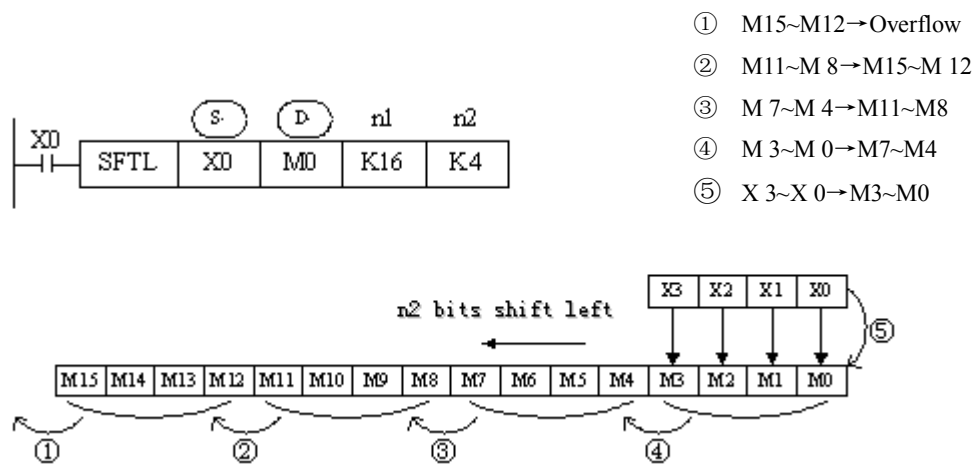 ① M15~M12→Overflow
② M11~M 8→M15~M 12
③ M 7~M 4→M11~M8
④ M 3~M 0→M7~M4
⑤ X 3~X 0→M3~M0
S· D· n1 n2
X0
SFTL X0 M0 K16 K4
X3 X2 X1 X0
n2 bits shift left
⑤
M15 M14 M13 M12 M11 M10 M9 M8 M7 M6 M5 M4 M3 M2 M1 M0
① ② ③ ④